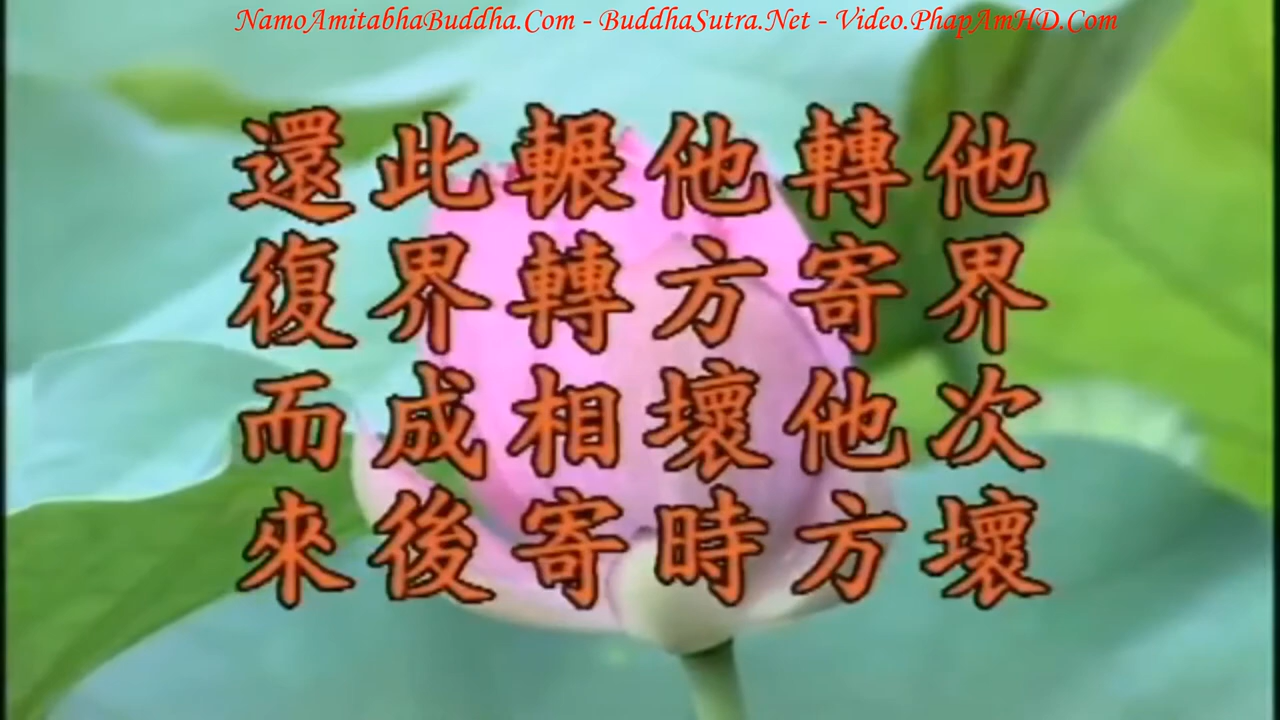 NamoAmitabhaBuddha.Com - BuddhaSutra.Net - Video.PhapAmHD.Com
他界次壞
轉寄他方
他方壞時
輾轉相寄
此界成後
還復而來